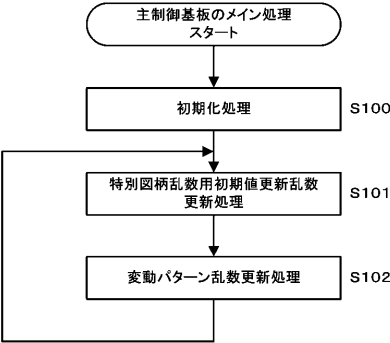 主制御基板のメイン処理
スタート
初期化処理
S100
特別図柄乱数用初期値更新乱数
更新処理
S101
変動パターン乱数更新処理
S102